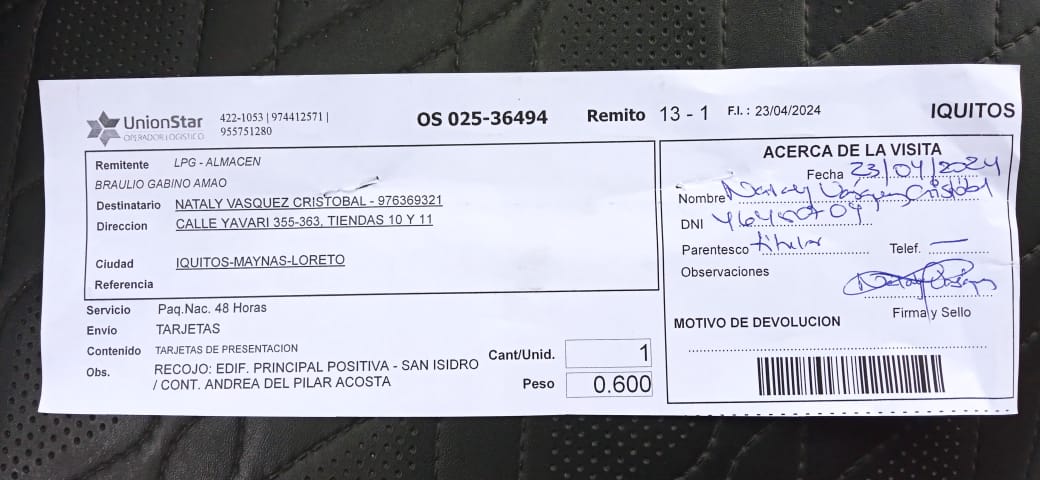 UnionStar
OPERADOR LOGISTICO
422-1053 | 974412571 |
955751280
OS 025-36494
Remito 13 - 1
F.I. : 23/04/2024
IQUITOS
Remitente LPG - ALMACEN
BRAULIO GABINO AMAO
Destinatario NATALY VASQUEZ CRISTOBAL - 976369321
Direccion CALLE YAVARI 355-363, TIENDAS 10 Y 11
Ciudad IQUITOS-MAYNAS-LORETO
Referencia
Servicio Paq.Nac. 48 Horas
Envío TARJETAS
Contenido TARJETAS DE PRESENTACION
Obs. RECOJO: EDIF. PRINCIPAL POSITIVA - SAN ISIDRO
/ CONT. ANDREA DEL PILAR ACOSTA
Cant/Unid. 1
Peso 0.600
ACERCA DE LA VISITA
Fecha 23/04/2024
Nombre Nataly Vásquez Cristóbal
DNI
Parentesco titular
Telef. —
Observaciones
Firma y Sello
MOTIVO DE DEVOLUCION